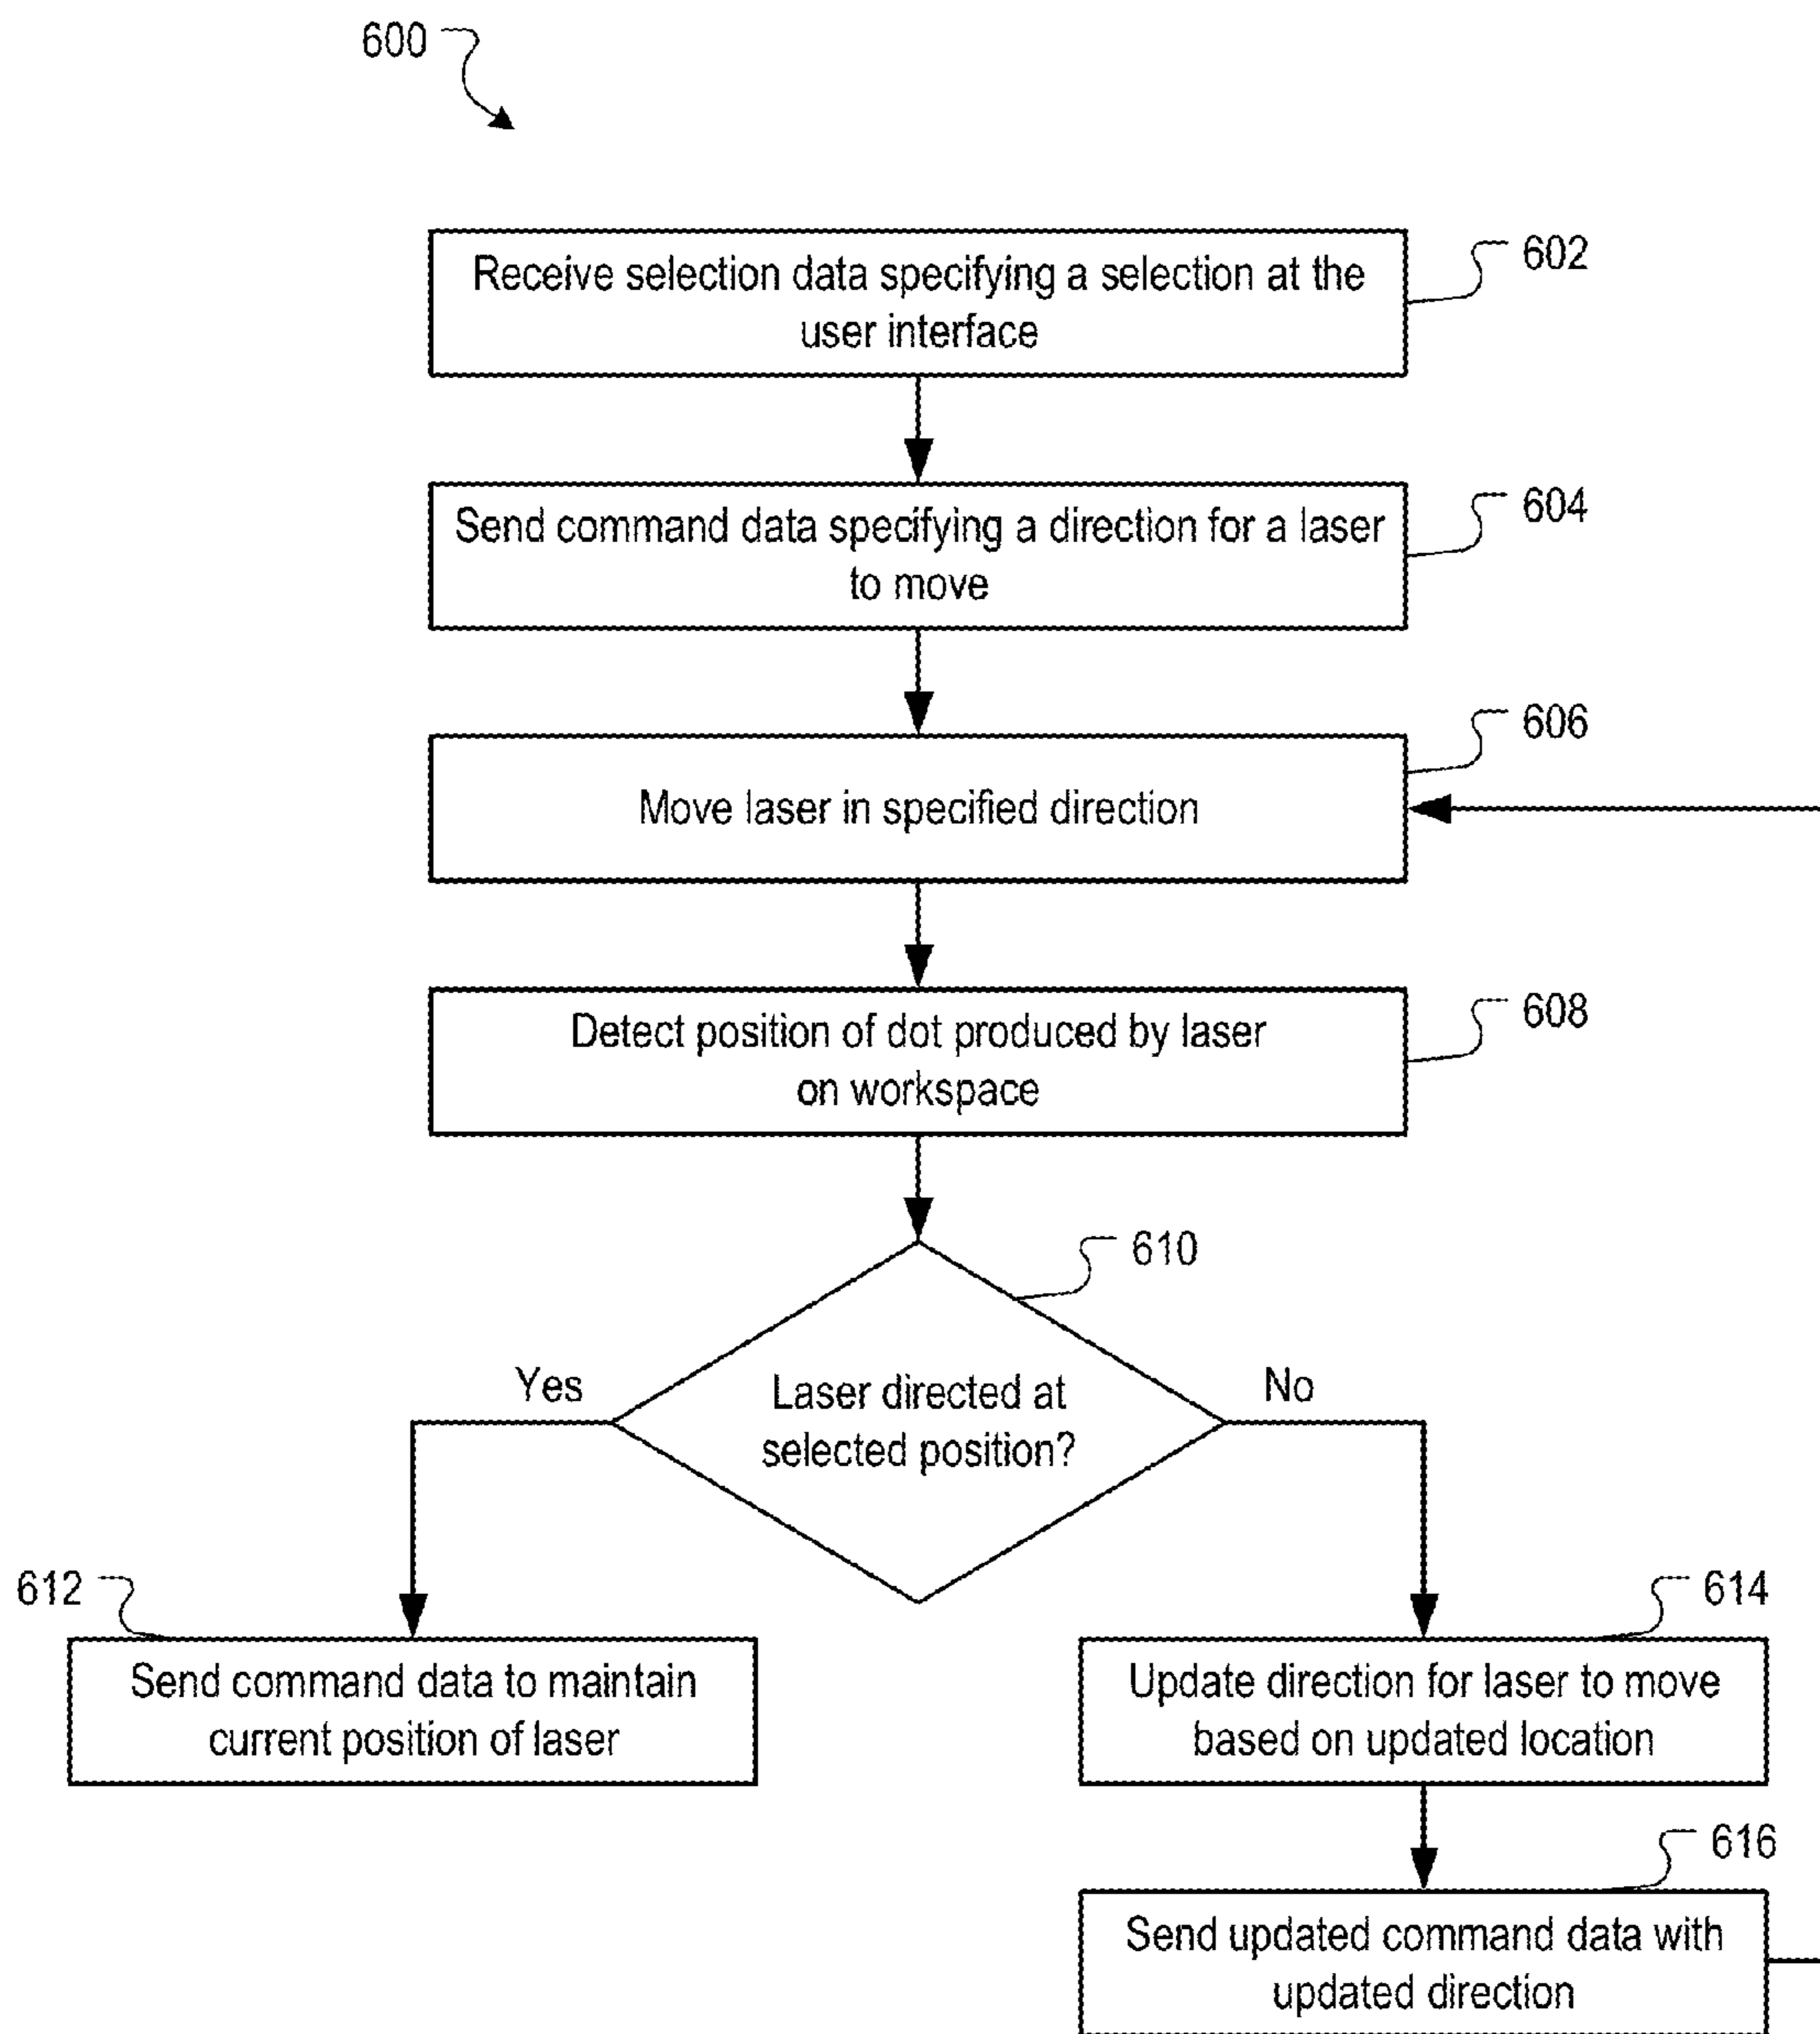 600
Receive selection data specifying a selection at the
user interface
602
Send command data specifying a direction for a laser
to move
604
Move laser in specified direction
606
Detect position of dot produced by laser
on workspace
608
610
Laser directed at
selected position?
Yes
No
612
Send command data to maintain
current position of laser
614
Update direction for laser to move
based on updated location
616
Send updated command data with
updated direction